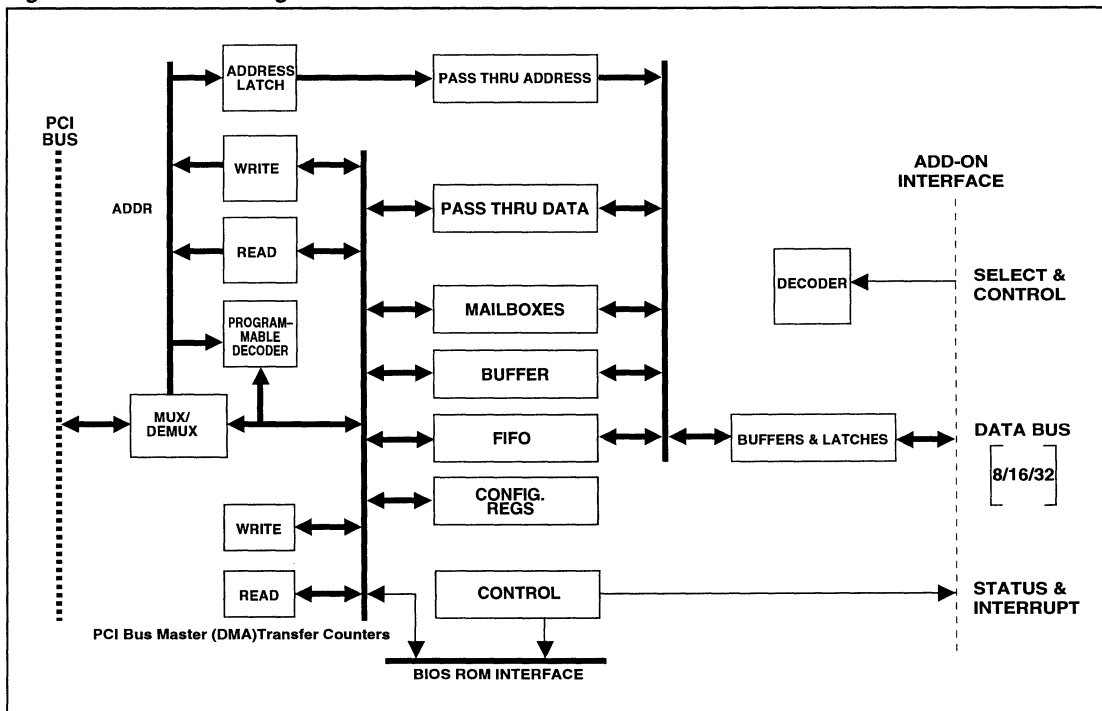 PCI
BUS
ADDR
ADDRESS
LATCH
PASS THRU ADDRESS
WRITE
PASS THRU DATA
READ
MAILBOXES
PROGRAM–
MABLE
DECODER
BUFFER
MUX/
DEMUX
FIFO
BUFFERS & LATCHES
CONFIG.
REGS
WRITE
READ
CONTROL
PCI Bus Master (DMA)Transfer Counters
BIOS ROM INTERFACE
ADD-ON
INTERFACE
DECODER
SELECT &
CONTROL
DATA BUS
8/16/32
STATUS &
INTERRUPT